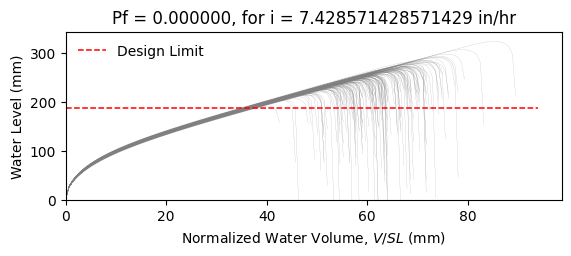 Pf = 0.000000, for i = 7.428571428571429 in/hr
Design Limit
Water Level (mm)
300
200
100
0
0 20 40 60 80
Normalized Water Volume, V/SL (mm)